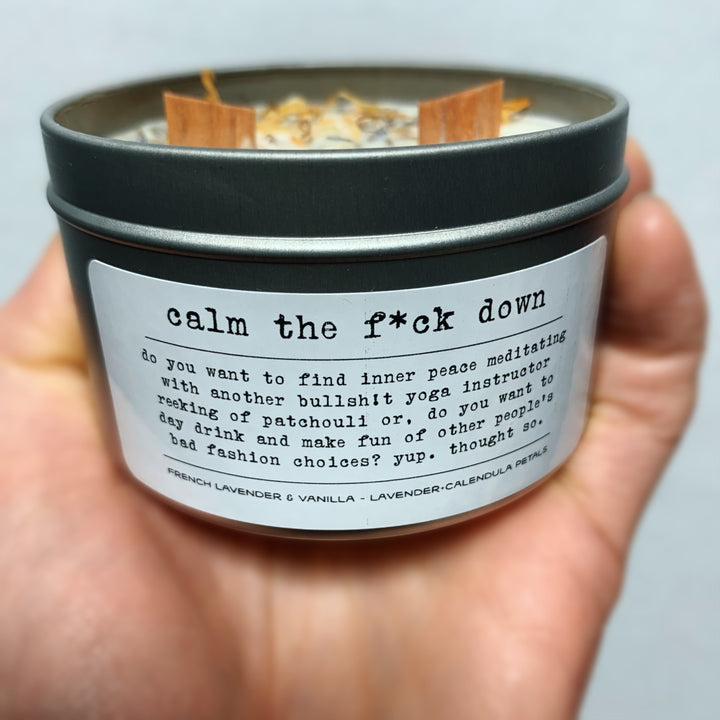 calm the f*ck down
do you want to find inner peace meditating
with another bullsh!t yoga instructor
reeking of patchouli or, do you want to
day drink and make fun of other people's
bad fashion choices? yup. thought so.
FRENCH LAVENDER & VANILLA - LAVENDER•CALENDULA PETALS